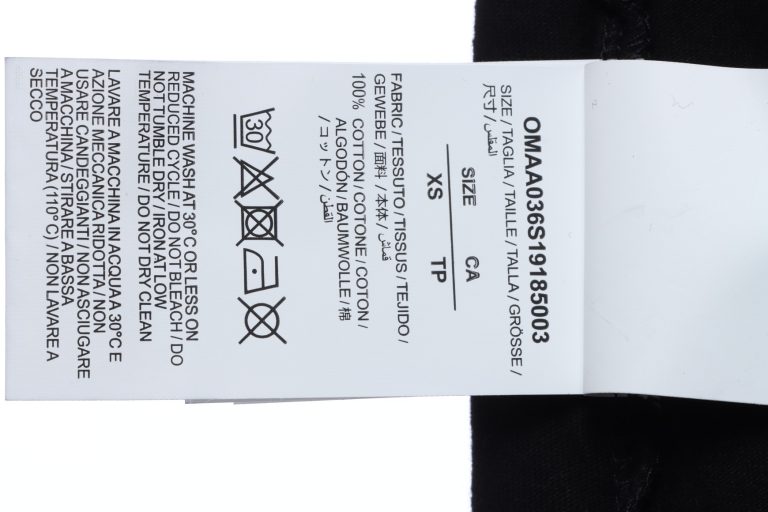 OMAA036S19185003
SIZE / TAGLIA / TAILLE / TALLA / GRÖSSE /
尺寸 / المقاس
SIZE CA
XS TP
FABRIC / TESSUTO / TISSUS / TEJIDO /
GEWEBE / 面料 / 本体 / قماش
100% COTTON / COTONE / COTON /
ALGODÓN / BAUMWOLLE / 棉
/ コットン / القطن
30
MACHINE WASH AT 30°C OR LESS ON
REDUCED CYCLE / DO NOT BLEACH / DO
NOT TUMBLE DRY / IRON AT LOW
TEMPERATURE / DO NOT DRY CLEAN
LAVARE A MACCHINA IN ACQUA A 30°C E
AZIONE MECCANICA RIDOTTA / NON
USARE CANDEGGIANTI / NON ASCIUGARE
A MACCHINA / STIRARE A BASSA
TEMPERATURA (110°C) / NON LAVARE A
SECCO